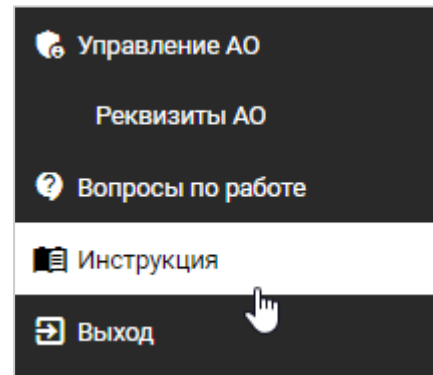 Управление АО
Реквизиты АО
Вопросы по работе
Инструкция
Выход